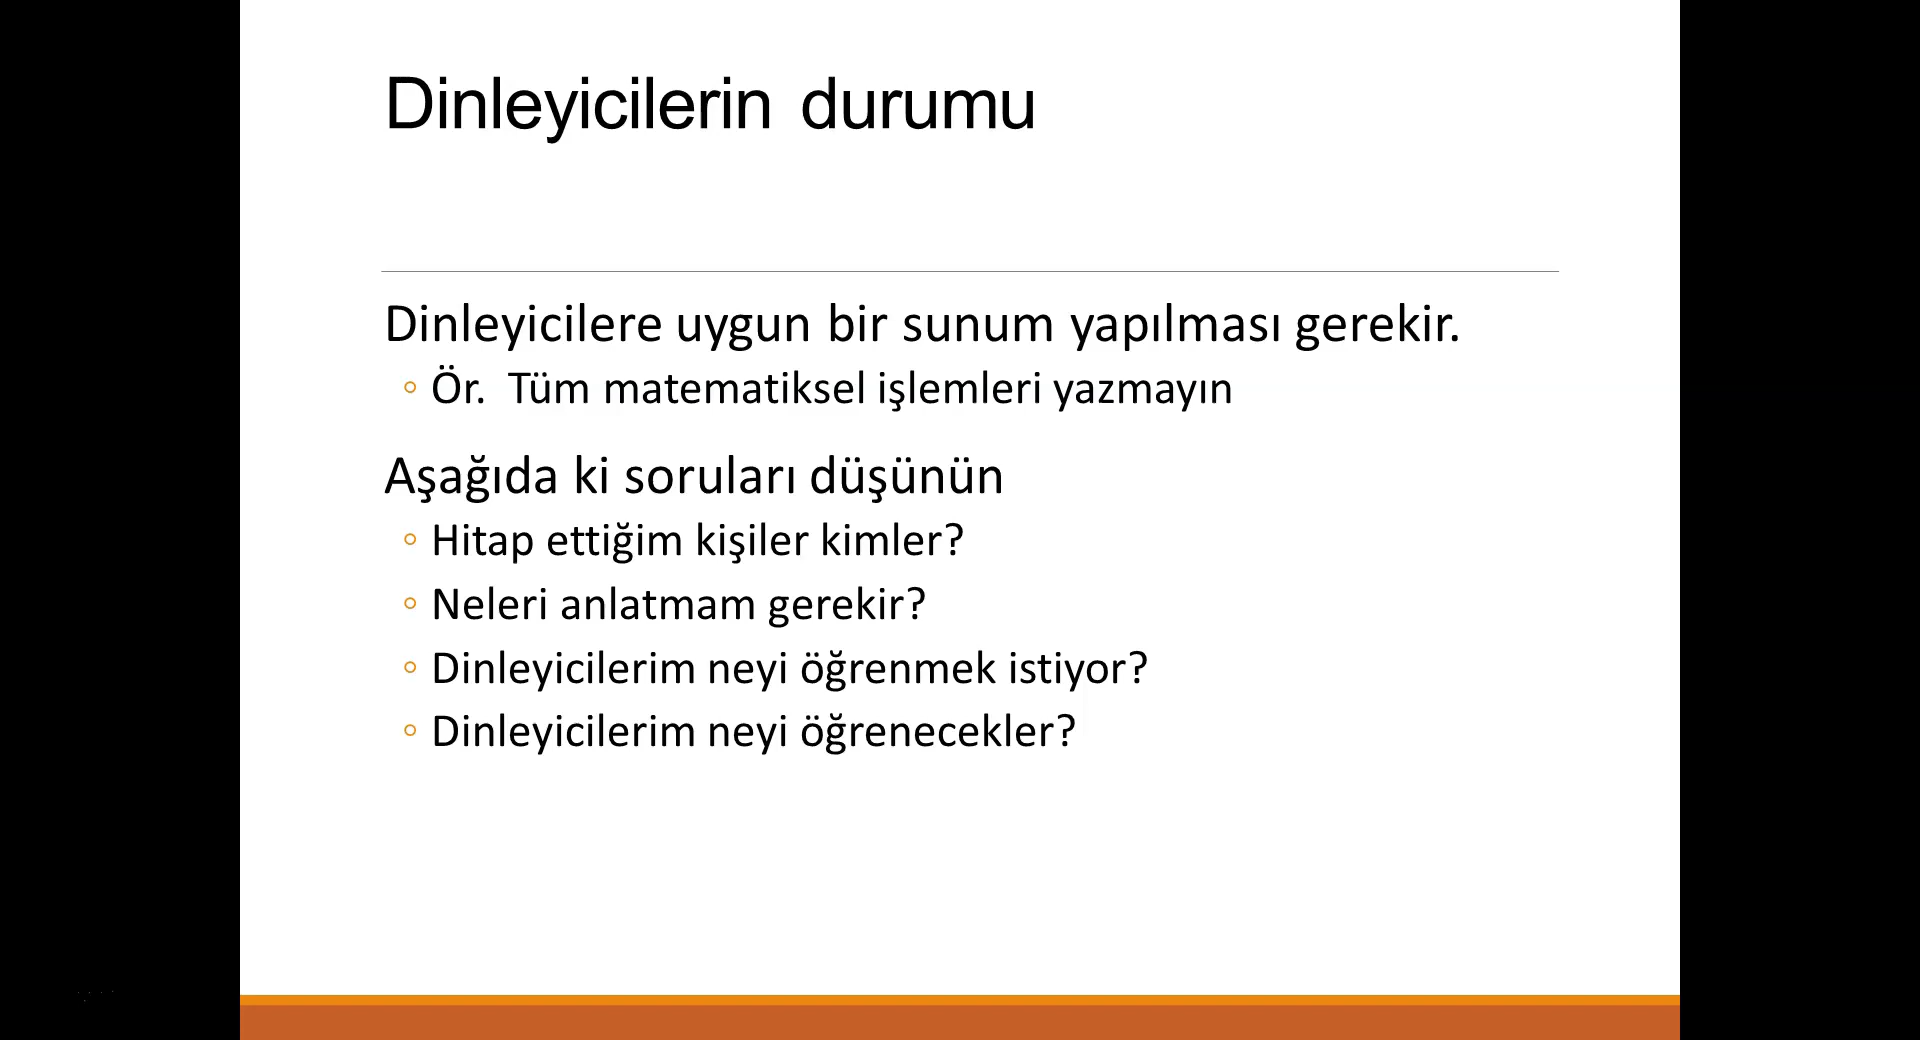 Dinleyicilerin durumu
Dinleyicilere uygun bir sunum yapılması gerekir.
◦ Ör.  Tüm matematiksel işlemleri yazmayın
Aşağıda ki soruları düşünün
◦ Hitap ettiğim kişiler kimler?
◦ Neleri anlatmam gerekir?
◦ Dinleyicilerim neyi öğrenmek istiyor?
◦ Dinleyicilerim neyi öğrenecekler?